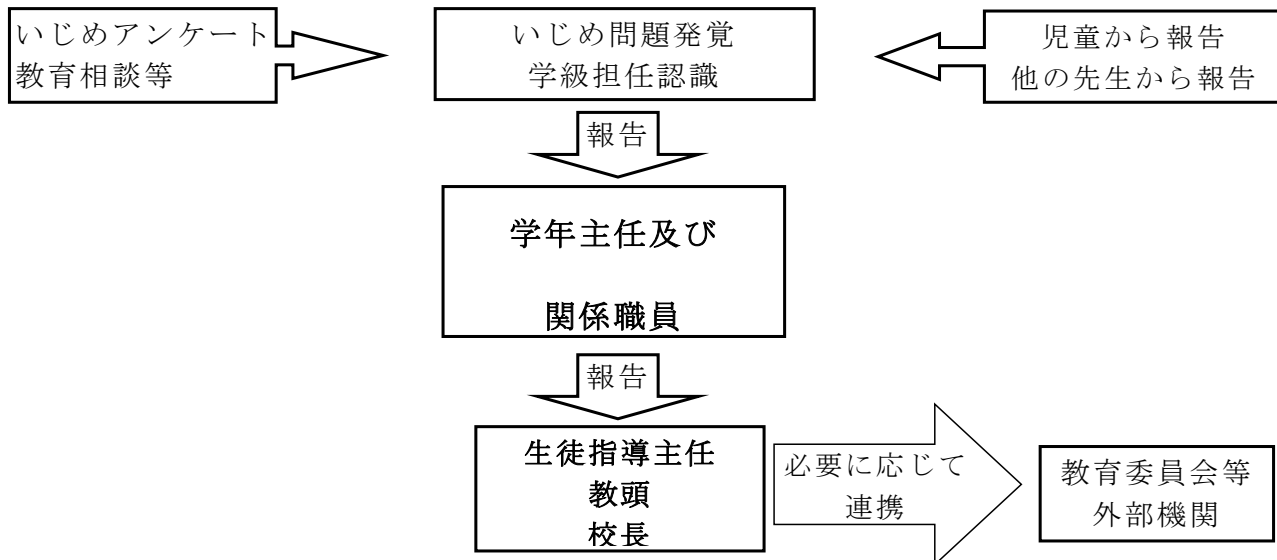 いじめアンケート
教育相談等
いじめ問題発覚
学級担任認識
児童から報告
他の先生から報告
報告
学年主任及び
関係職員
報告
生徒指導主任
教頭
校長
必要に応じて
連携
教育委員会等
外部機関